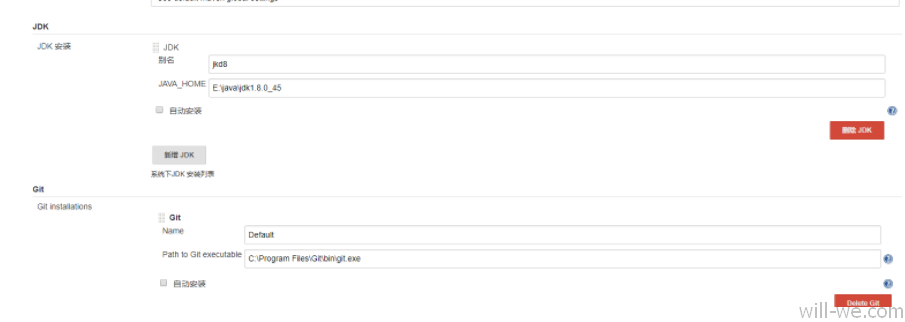 JDK
JDK 安装
JDK
别名
jkd8
JAVA_HOME
E:\java\jdk1.8.0_45
自动安装
删除 JDK
新增 JDK
系统下JDK 安装列表
Git
Git installations
Git
Name
Default
Path to Git executable
C:\Program Files\Git\bin\git.exe
自动安装
Delete Git
will-we.com